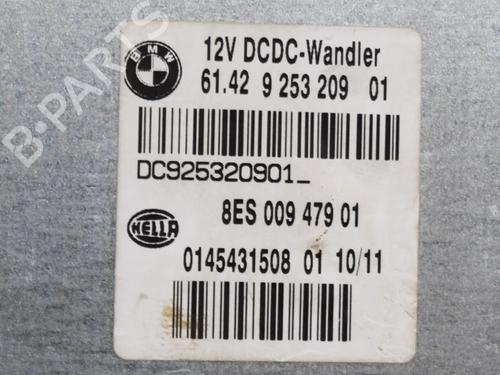 BMW
12V DCDC-Wandler
61.42 9 253 209 01
DC925320901_
8ES 009 479 01
HELLA
0145431508 01 10/11
B-PARTS